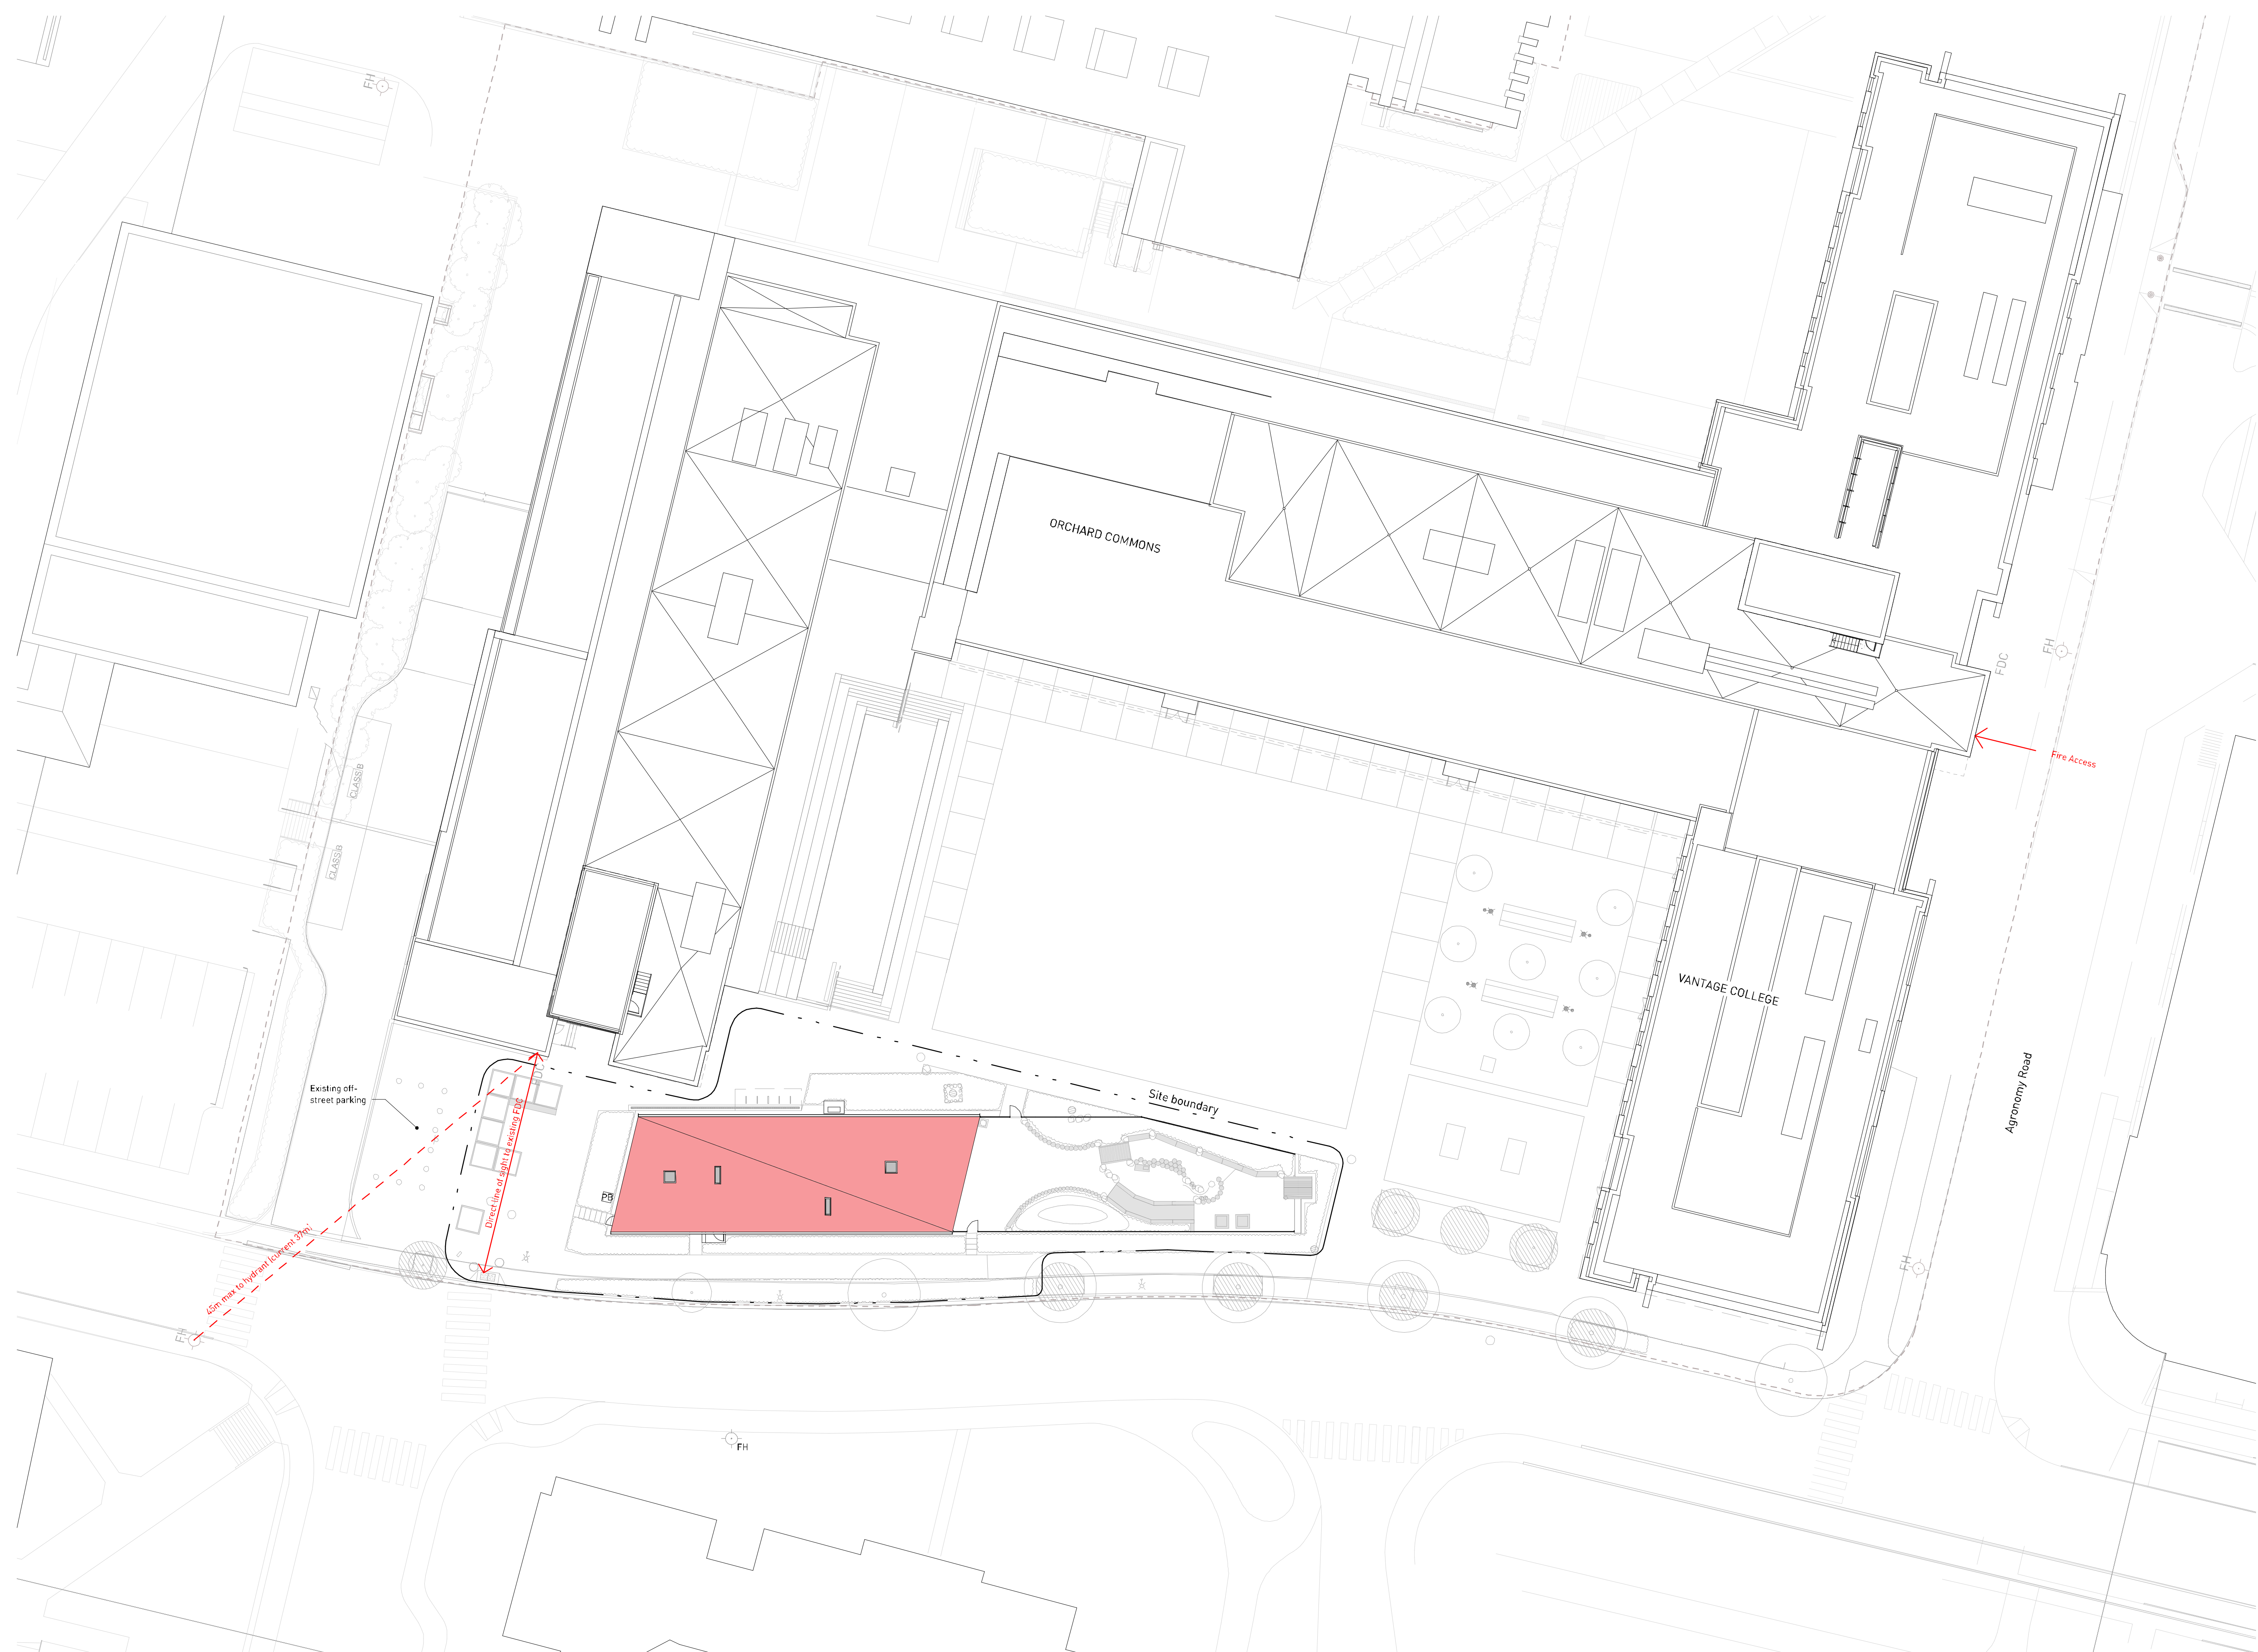 FH
ORCHARD COMMONS
FH
FDC
Fire Access
CLASS B
CLASS B
VANTAGE COLLEGE
Agronomy Road
Existing off-
street parking
Site boundary
Direct line of sight to existing FDC
PB
45m max to hydrant (current 37m)
FH
FH
FH